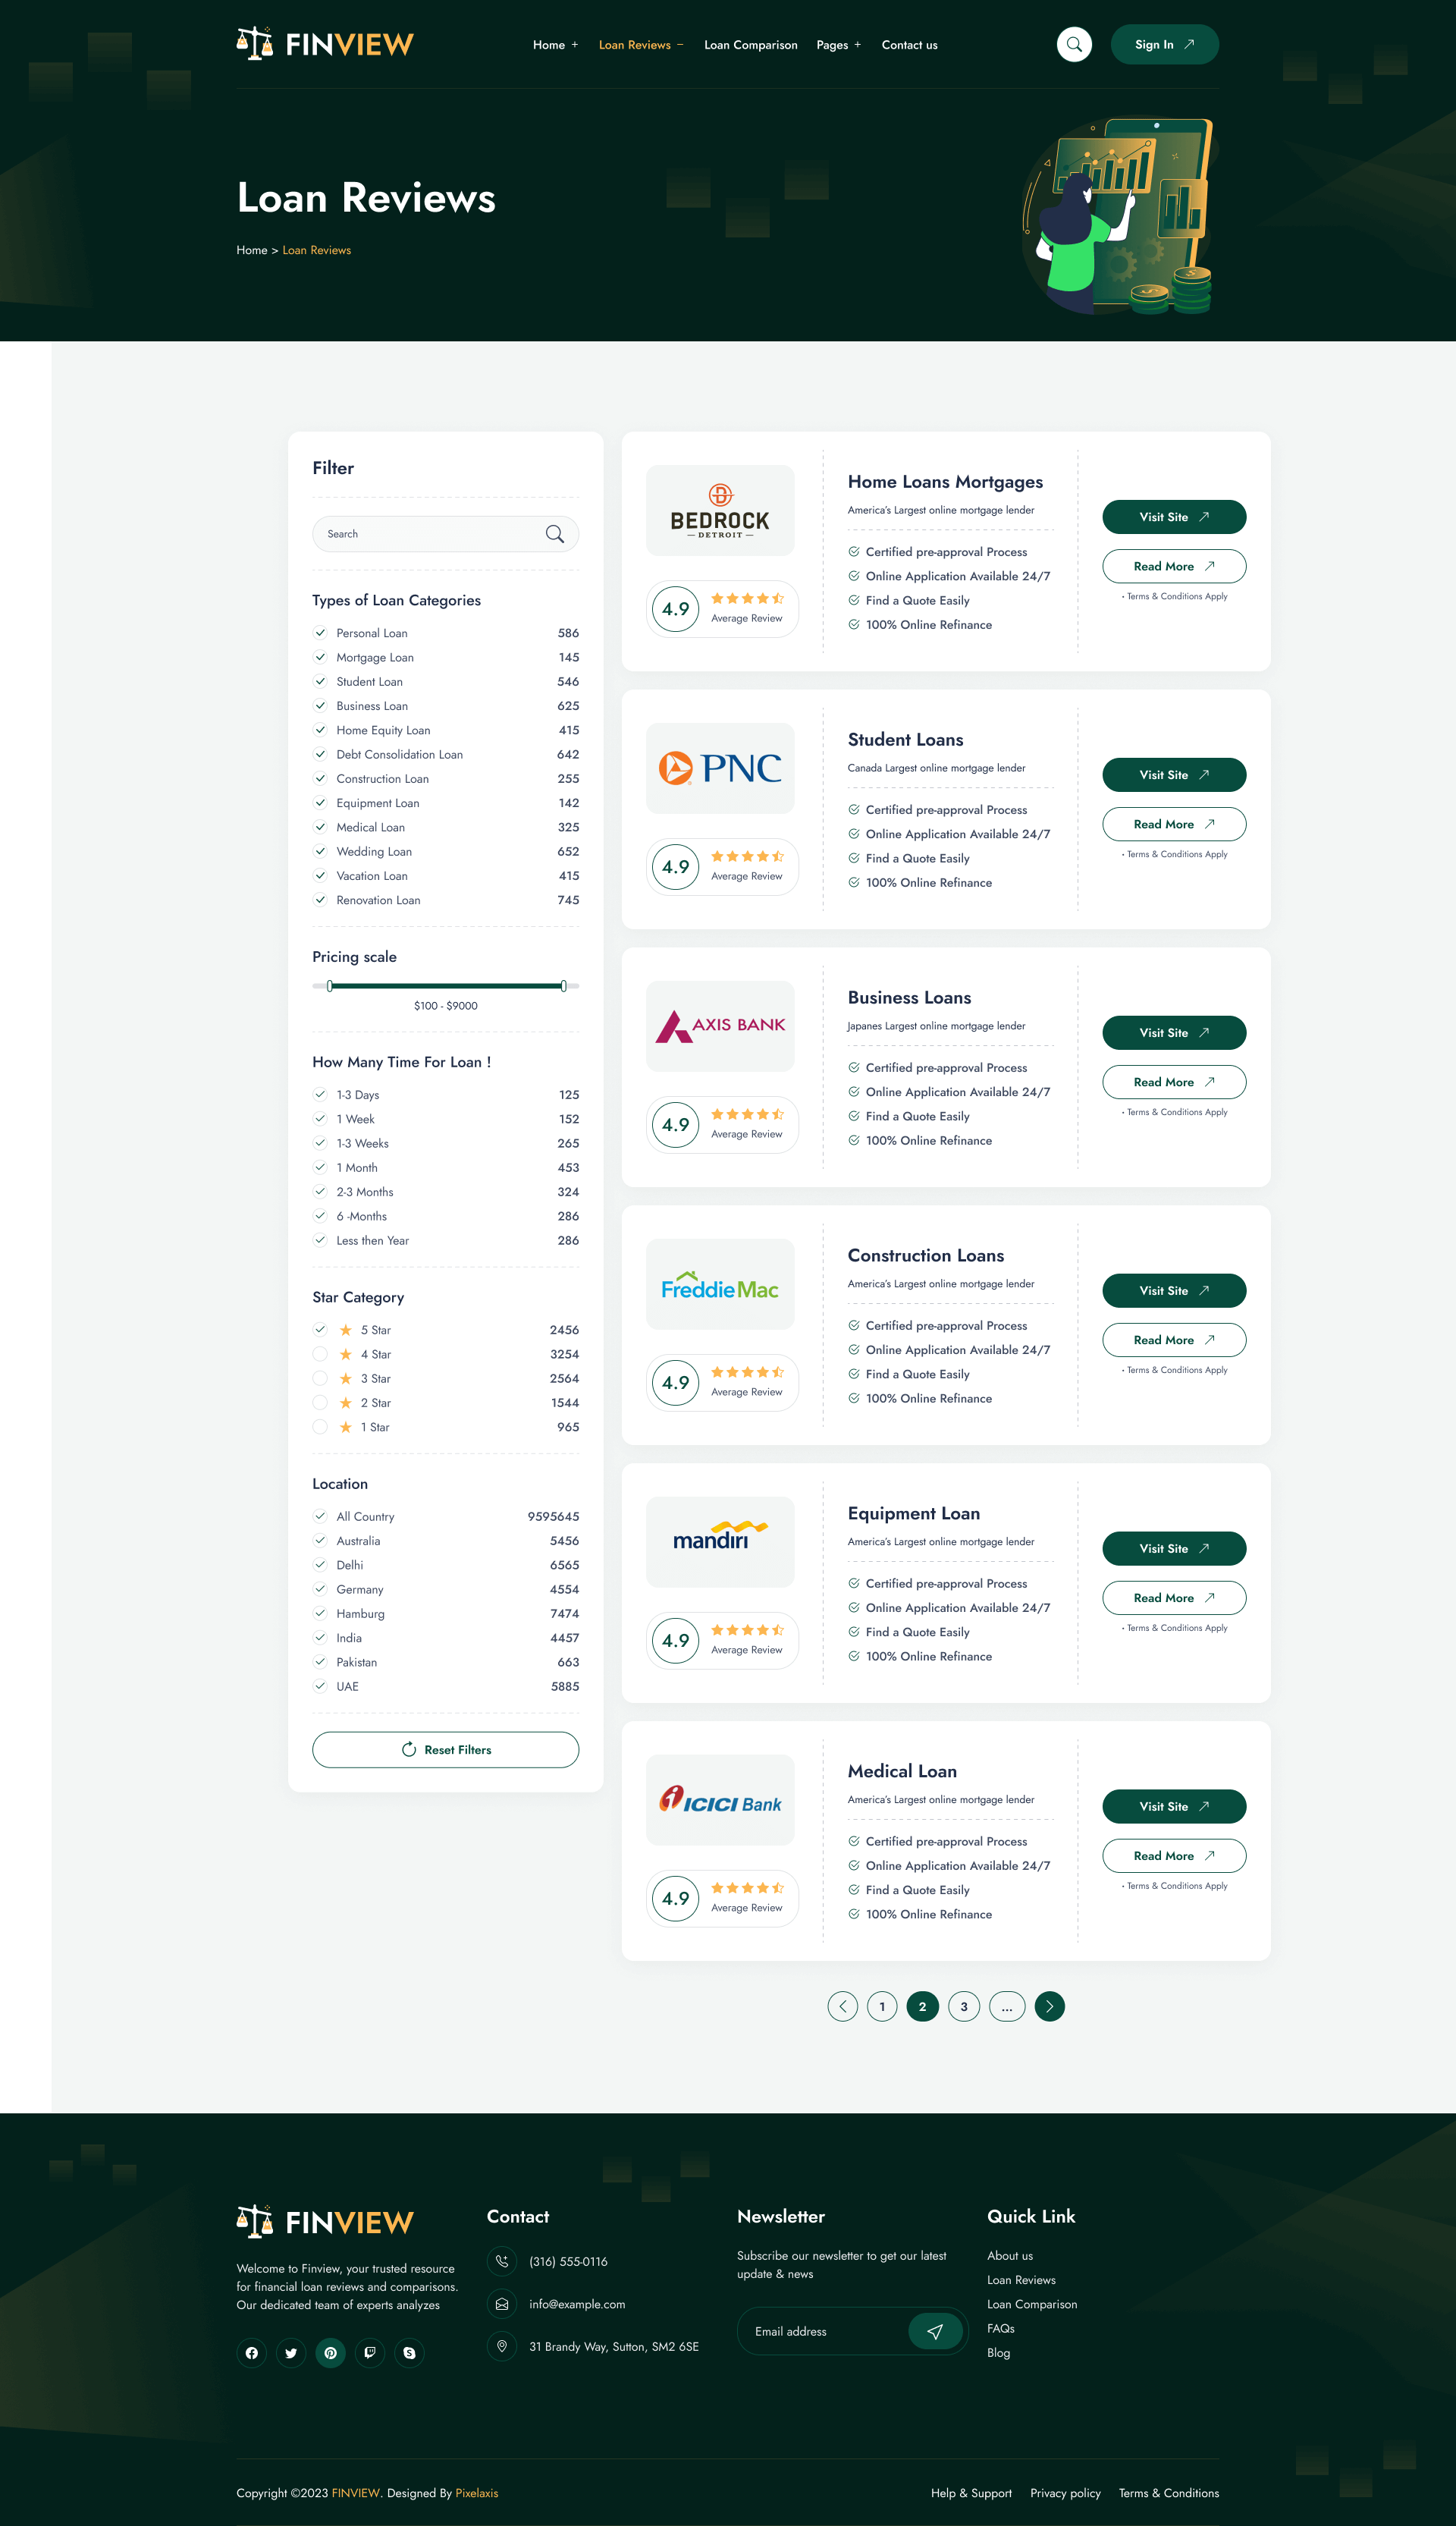 FINVIEW
Home + Loan Reviews − Loan Comparison Pages + Contact us
Sign In
Loan Reviews
Home > Loan Reviews
Filter
Search
Types of Loan Categories
Personal Loan 586
Mortgage Loan 145
Student Loan 546
Business Loan 625
Home Equity Loan 415
Debt Consolidation Loan 642
Construction Loan 255
Equipment Loan 142
Medical Loan 325
Wedding Loan 652
Vacation Loan 415
Renovation Loan 745
Pricing scale
$100 - $9000
How Many Time For Loan !
1-3 Days 125
1 Week 152
1-3 Weeks 265
1 Month 453
2-3 Months 324
6 -Months 286
Less then Year 286
Star Category
5 Star 2456
4 Star 3254
3 Star 2564
2 Star 1544
1 Star 965
Location
All Country 9595645
Australia 5456
Delhi 6565
Germany 4554
Hamburg 7474
India 4457
Pakistan 663
UAE 5885
Reset Filters
BEDROCK
DETROIT
4.9
Average Review
Home Loans Mortgages
America's Largest online mortgage lender
Certified pre-approval Process
Online Application Available 24/7
Find a Quote Easily
100% Online Refinance
Visit Site
Read More
• Terms & Conditions Apply
PNC
4.9
Average Review
Student Loans
Canada Largest online mortgage lender
Certified pre-approval Process
Online Application Available 24/7
Find a Quote Easily
100% Online Refinance
Visit Site
Read More
• Terms & Conditions Apply
AXIS BANK
4.9
Average Review
Business Loans
Japanes Largest online mortgage lender
Certified pre-approval Process
Online Application Available 24/7
Find a Quote Easily
100% Online Refinance
Visit Site
Read More
• Terms & Conditions Apply
Freddie Mac
4.9
Average Review
Construction Loans
America's Largest online mortgage lender
Certified pre-approval Process
Online Application Available 24/7
Find a Quote Easily
100% Online Refinance
Visit Site
Read More
• Terms & Conditions Apply
mandiri
4.9
Average Review
Equipment Loan
America's Largest online mortgage lender
Certified pre-approval Process
Online Application Available 24/7
Find a Quote Easily
100% Online Refinance
Visit Site
Read More
• Terms & Conditions Apply
ICICI Bank
4.9
Average Review
Medical Loan
America's Largest online mortgage lender
Certified pre-approval Process
Online Application Available 24/7
Find a Quote Easily
100% Online Refinance
Visit Site
Read More
• Terms & Conditions Apply
1 2 3 ...
FINVIEW
Welcome to Finview, your trusted resource
for financial loan reviews and comparisons.
Our dedicated team of experts analyzes
Contact
(316) 555-0116
info@example.com
31 Brandy Way, Sutton, SM2 6SE
Newsletter
Subscribe our newsletter to get our latest
update & news
Email address
Quick Link
About us
Loan Reviews
Loan Comparison
FAQs
Blog
Copyright ©2023 FINVIEW. Designed By Pixelaxis
Help & Support Privacy policy Terms & Conditions